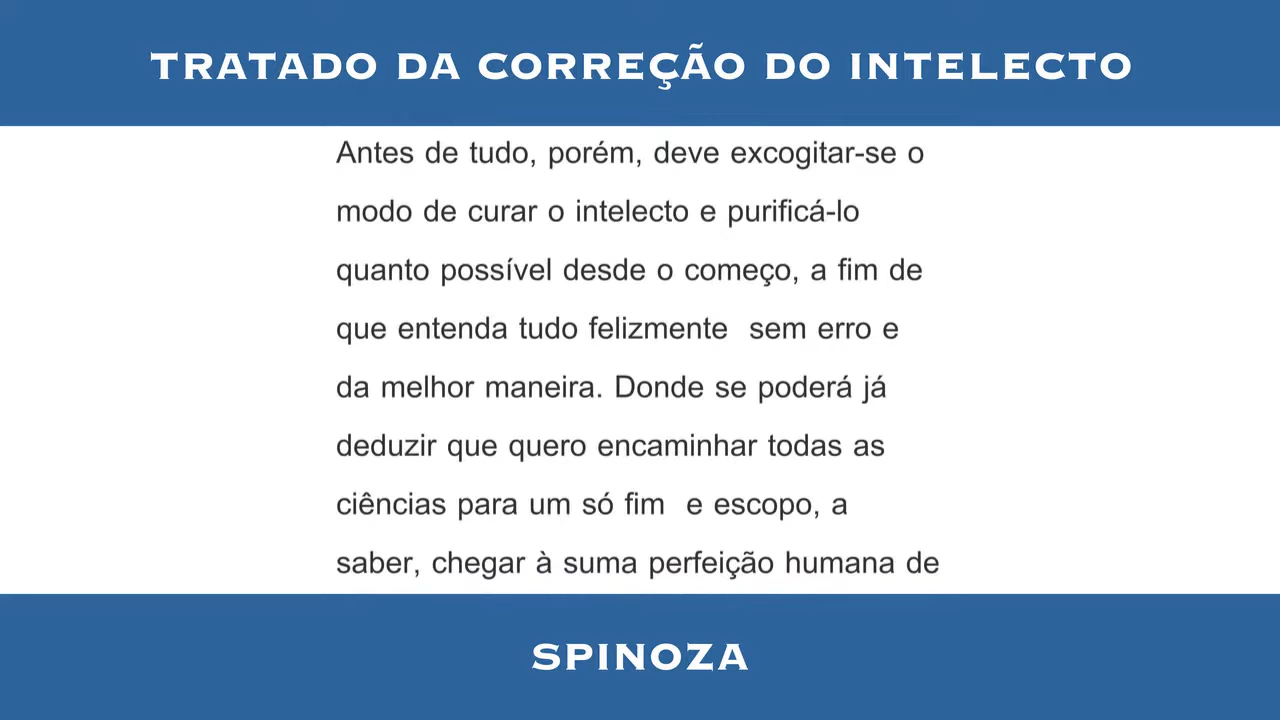 TRATADO DA CORREÇÃO DO INTELECTO
Antes de tudo, porém, deve excogitar-se o
modo de curar o intelecto e purificá-lo
quanto possível desde o começo, a fim de
que entenda tudo felizmente  sem erro e
da melhor maneira. Donde se poderá já
deduzir que quero encaminhar todas as
ciências para um só fim  e escopo, a
saber, chegar à suma perfeição humana de
SPINOZA